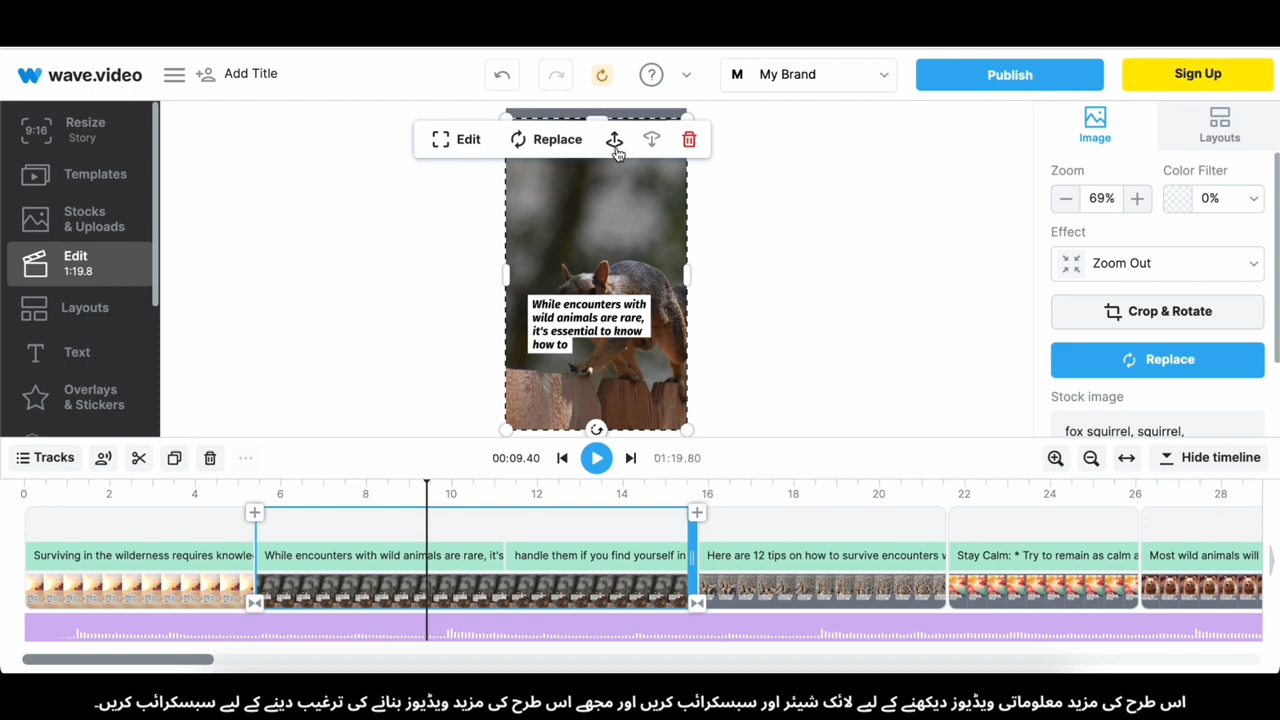 wave.video
Add Title
M My Brand
Publish
Sign Up
9:16 Resize
Story
Templates
Stocks
& Uploads
Edit
1:19.8
Layouts
Text
Overlays
& Stickers
Edit
Replace
While encounters with
wild animals are rare,
it's essential to know
how to
Image
Layouts
Zoom
Color Filter
69%
0%
Effect
Zoom Out
Crop & Rotate
Replace
Stock image
fox squirrel, squirrel,
Tracks
00:09.40
01:19.80
Hide timeline
0 2 4 6 8 10 12 14 16 18 20 22 24 26 28
Surviving in the wilderness requires knowle
While encounters with wild animals are rare, it's
handle them if you find yourself in
Here are 12 tips on how to survive encounters w
Stay Calm: * Try to remain as calm a
Most wild animals will
اس طرح کی مزید معلوماتی ویڈیوز دیکھنے کے لیے لائک شیئر اور سبسکرائب کریں اور مجھے اس طرح کی مزید ویڈیوز بنانے کی ترغیب دینے کے لیے سبسکرائب کریں۔